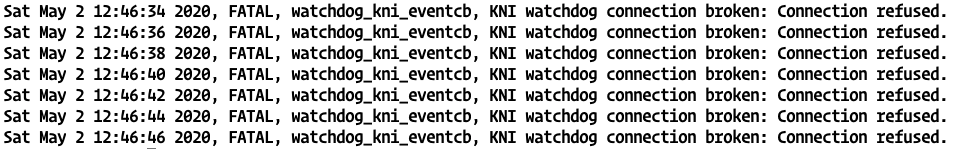 Sat May 2 12:46:34 2020, FATAL, watchdog_kni_eventcb, KNI watchdog connection broken: Connection refused.
Sat May 2 12:46:36 2020, FATAL, watchdog_kni_eventcb, KNI watchdog connection broken: Connection refused.
Sat May 2 12:46:38 2020, FATAL, watchdog_kni_eventcb, KNI watchdog connection broken: Connection refused.
Sat May 2 12:46:40 2020, FATAL, watchdog_kni_eventcb, KNI watchdog connection broken: Connection refused.
Sat May 2 12:46:42 2020, FATAL, watchdog_kni_eventcb, KNI watchdog connection broken: Connection refused.
Sat May 2 12:46:44 2020, FATAL, watchdog_kni_eventcb, KNI watchdog connection broken: Connection refused.
Sat May 2 12:46:46 2020, FATAL, watchdog_kni_eventcb, KNI watchdog connection broken: Connection refused.